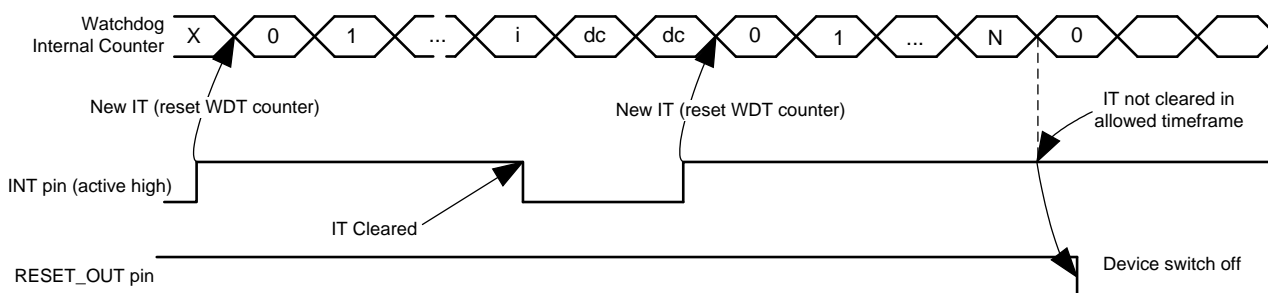 Watchdog
Internal Counter
X 0 1 ... i dc dc 0 1 ... N 0
New IT (reset WDT counter)
New IT (reset WDT counter)
IT not cleared in
allowed timeframe
INT pin (active high)
IT Cleared
RESET_OUT pin
Device switch off